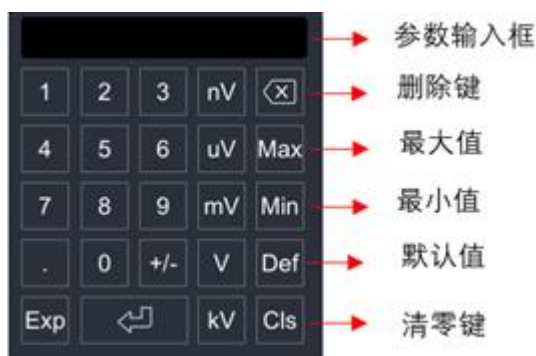 参数输入框
1 2 3 nV 删除键
4 5 6 uV Max 最大值
7 8 9 mV Min 最小值
. 0 +/- V Def 默认值
Exp kV Cls 清零键